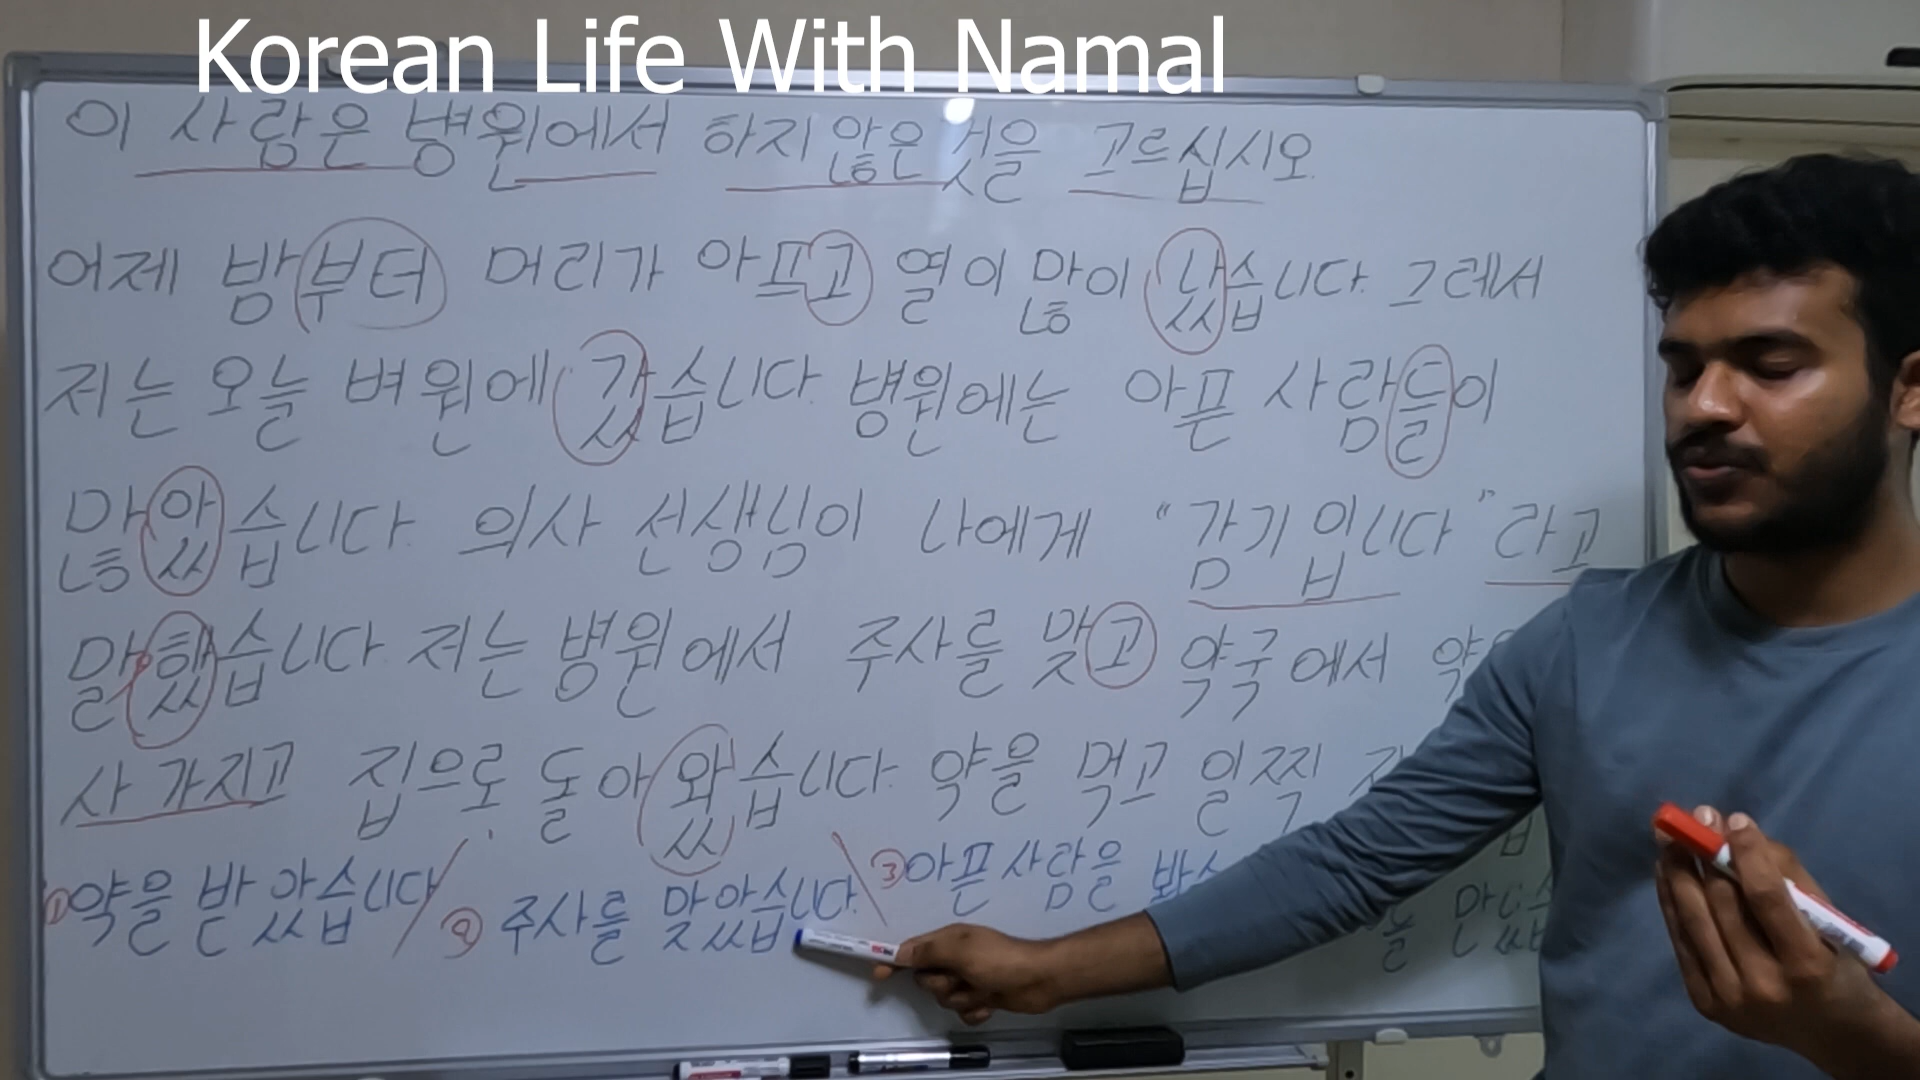 Korean Life With Namal
이 사람은 병원에서 하지 않은 것을 고르십시오.
어제 밤부터 머리가 아프고 열이 많이 났습니다. 그레서
저는 오늘 벼원에 갔습니다. 병원에는 아픈 사람들이
많았습니다. 의사 선생님이 나에게 "감기입니다" 라고
말했습니다 저는 병원에서 주사를 맞고 약국에서
사 가지고 집으로 돌아 왔습니다. 약을 먹고 일찍
① 약을 받았습니다 ② 주사를 맞았습니다. ③ 아픈 사람을